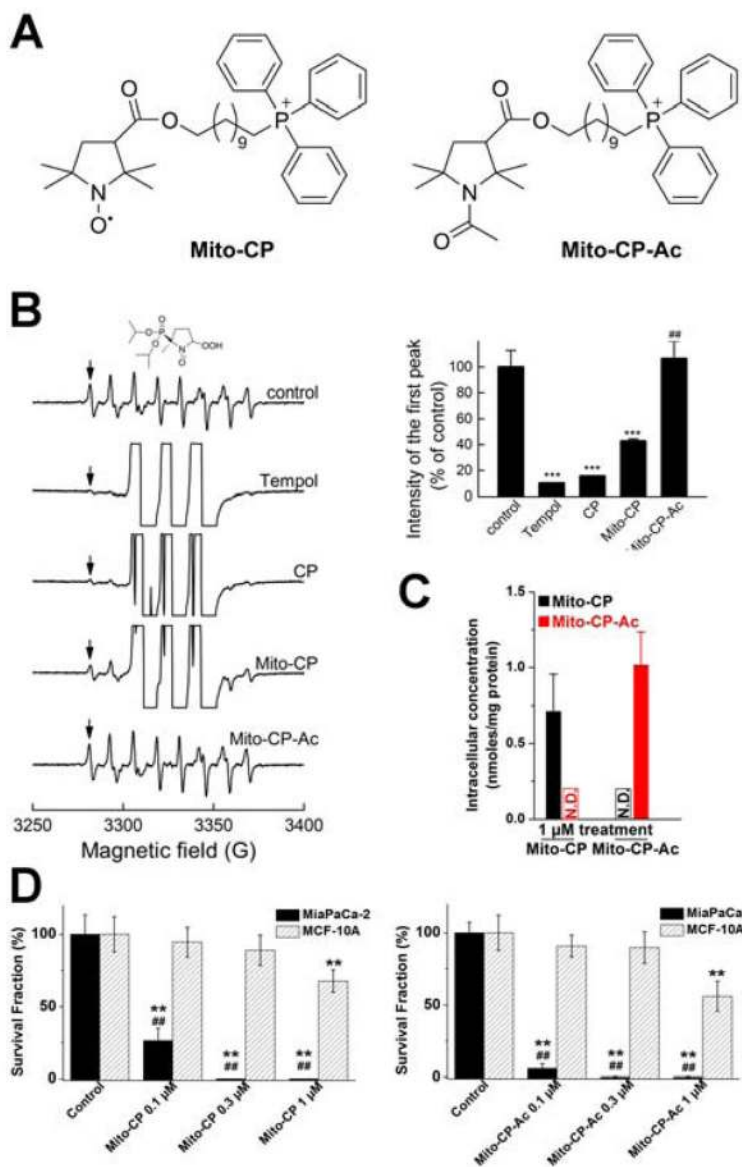 A
O
O
9
P
+
N
O•
Mito-CP
O
O
9
P
+
N
O
Mito-CP-Ac
B
O
O
P
O
N
O
OOH
control
Tempol
CP
Mito-CP
Mito-CP-Ac
3250 3300 3350 3400
Magnetic field (G)
Intensity of the first peak
(% of control)
100
80
60
40
20
0
***
***
***
##
control
Tempol
CP
Mito-CP
Mito-CP-Ac
C
Mito-CP
Mito-CP-Ac
Intracellular concentration
(nmoles/mg protein)
1.5
1.0
0.5
0.0
N.D.
N.D.
1 µM treatment
Mito-CP Mito-CP-Ac
D
MiaPaCa-2
MCF-10A
Survival Fraction (%)
100
50
0
**
##
**
##
**
##
**
Control
Mito-CP 0.1 µM
Mito-CP 0.3 µM
Mito-CP 1 µM
MiaPaCa
MCF-10A
Survival Fraction (%)
100
50
0
**
##
**
##
**
##
**
Control
Mito-CP-Ac 0.1 µM
Mito-CP-Ac 0.3 µM
Mito-CP-Ac 1 µM